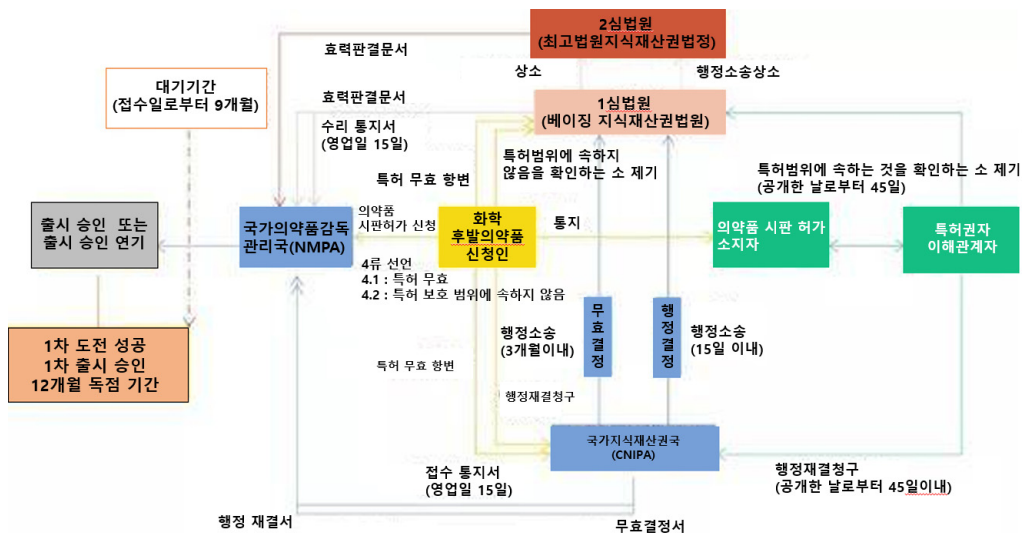 2심법원
(최고법원지식재산권법정)
효력판결문서
상소
행정소송상소
대기기간
(접수일로부터 9개월)
효력판결문서
1심법원
(베이징 지식재산권법원)
수리 통지서
(영업일 15일)
특허범위에 속하지
않음을 확인하는 소 제기
특허범위에 속하는 것을 확인하는 소 제기
(공개한 날로부터 45일)
특허 무효 항변
출시 승인 또는
출시 승인 연기
국가의약품감독
관리국(NMPA)
의약품
시판허가 신청
화학
후발의약품
신청인
통지
의약품 시판 허가
소지자
특허권자
이해관계자
4류 선언
4.1 : 특허 무효
4.2 : 특허 보호 범위에 속하지 않음
무효결정
행정결정
1차 도전 성공
1차 출시 승인
12개월 독점 기간
행정소송
(3개월이내)
행정소송
(15일 이내)
특허 무효 항변
행정재결청구
국가지식재산권국
(CNIPA)
접수 통지서
(영업일 15일)
행정재결청구
(공개한 날로부터 45일이내)
행정 재결서
무효결정서